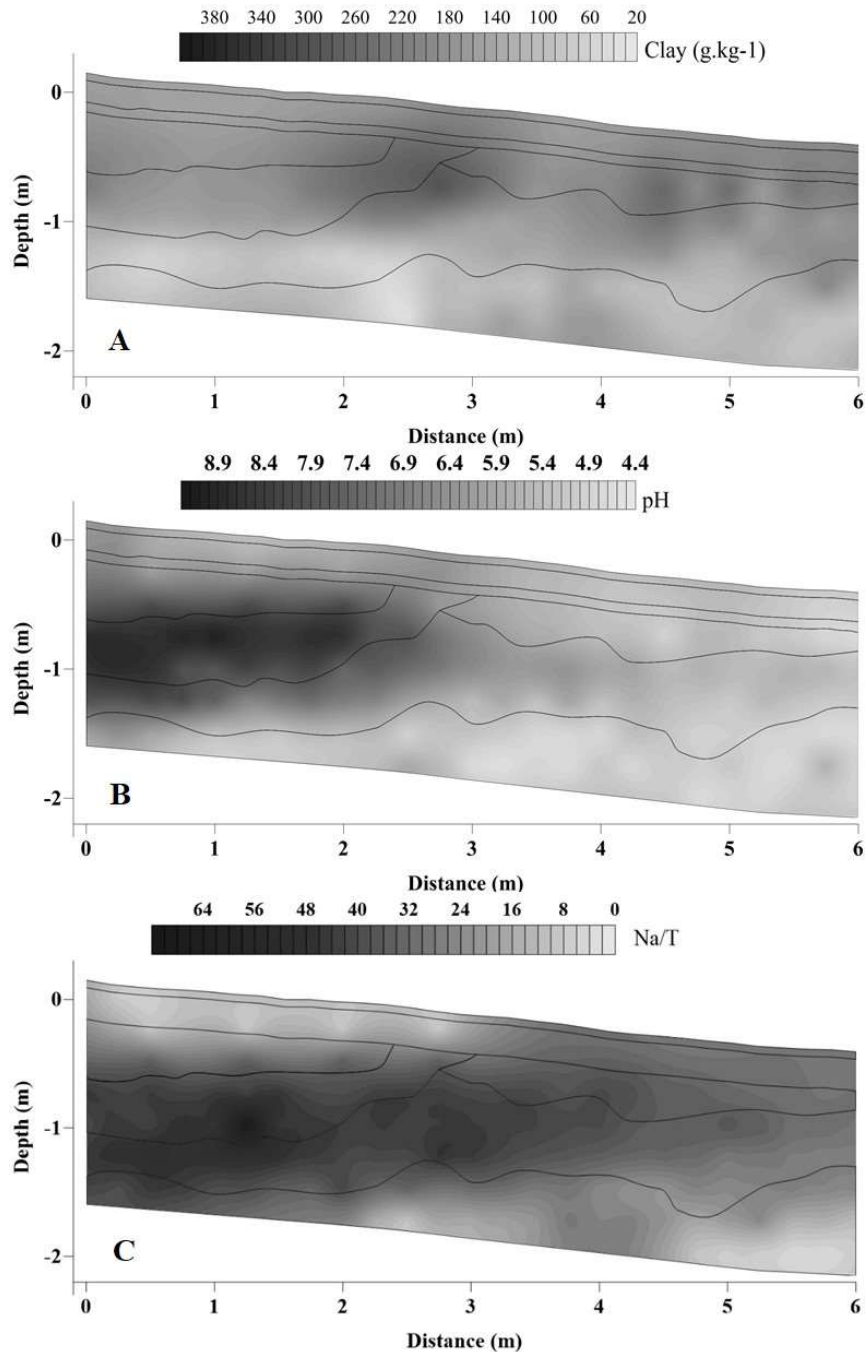 380 340 300 260 220 180 140 100 60 20
Clay (g.kg-1)
0
-1
-2
Depth (m)
A
0 1 2 3 4 5 6
Distance (m)
8.9 8.4 7.9 7.4 6.9 6.4 5.9 5.4 4.9 4.4
pH
0
-1
-2
Depth (m)
B
0 1 2 3 4 5 6
Distance (m)
64 56 48 40 32 24 16 8 0
Na/T
0
-1
-2
Depth (m)
C
0 1 2 3 4 5 6
Distance (m)